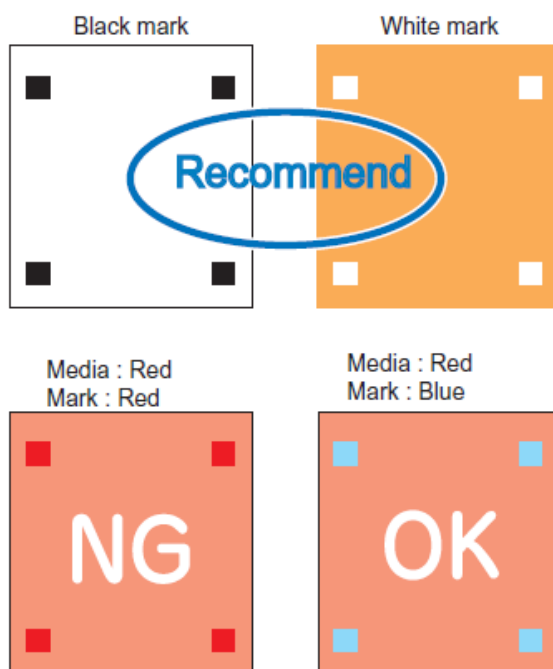 Black mark
White mark
Recommend
Media : Red
Mark : Red
Media : Red
Mark : Blue
NG
OK